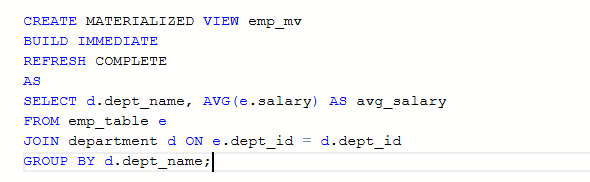 CREATE MATERIALIZED VIEW emp_mv
BUILD IMMEDIATE
REFRESH COMPLETE
AS
SELECT d.dept_name, AVG(e.salary) AS avg_salary
FROM emp_table e
JOIN department d ON e.dept_id = d.dept_id
GROUP BY d.dept_name;